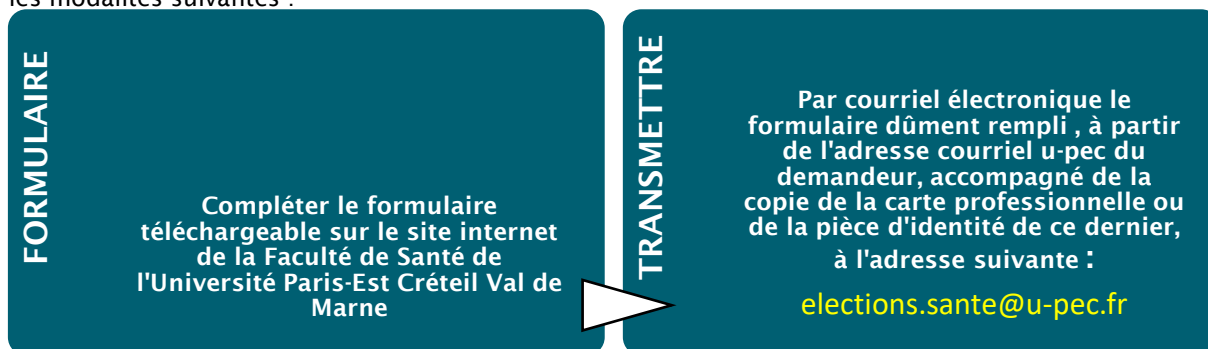 les modalités suivantes :
FORMULAIRE
Compléter le formulaire
téléchargeable sur le site internet
de la Faculté de Santé de
l'Université Paris-Est Créteil Val de
Marne
TRANSMETTRE
Par courriel électronique le
formulaire dûment rempli , à partir
de l'adresse courriel u-pec du
demandeur, accompagné de la
copie de la carte professionnelle ou
de la pièce d'identité de ce dernier,
à l'adresse suivante :
elections.sante@u-pec.fr